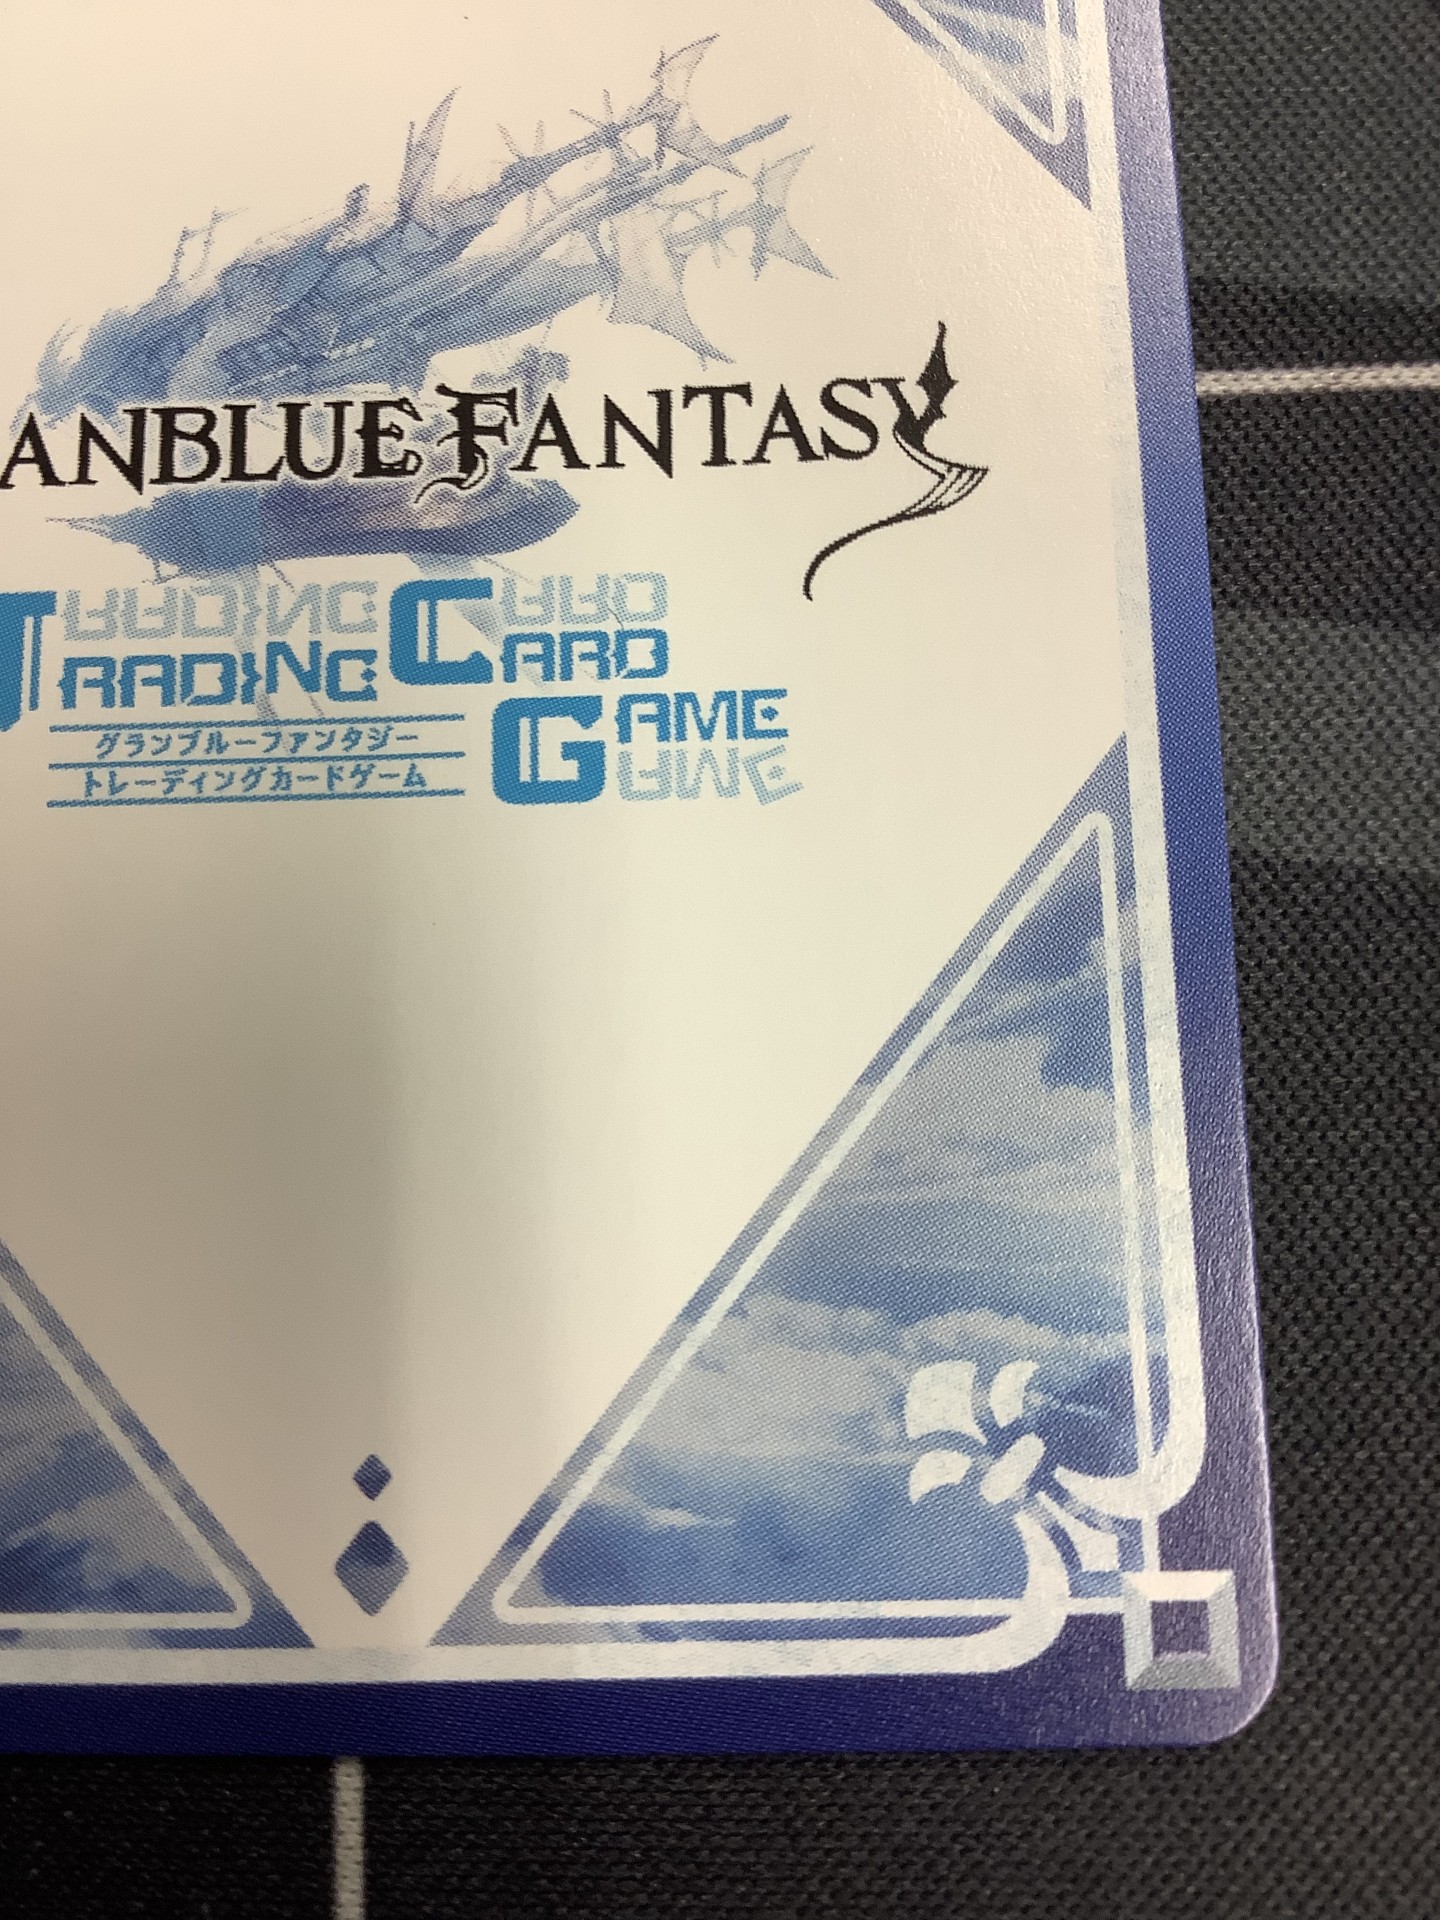 ANBLUE FANTASY
TRADING CARD
GAME
グランブルーファンタジー
トレーディングカードゲーム